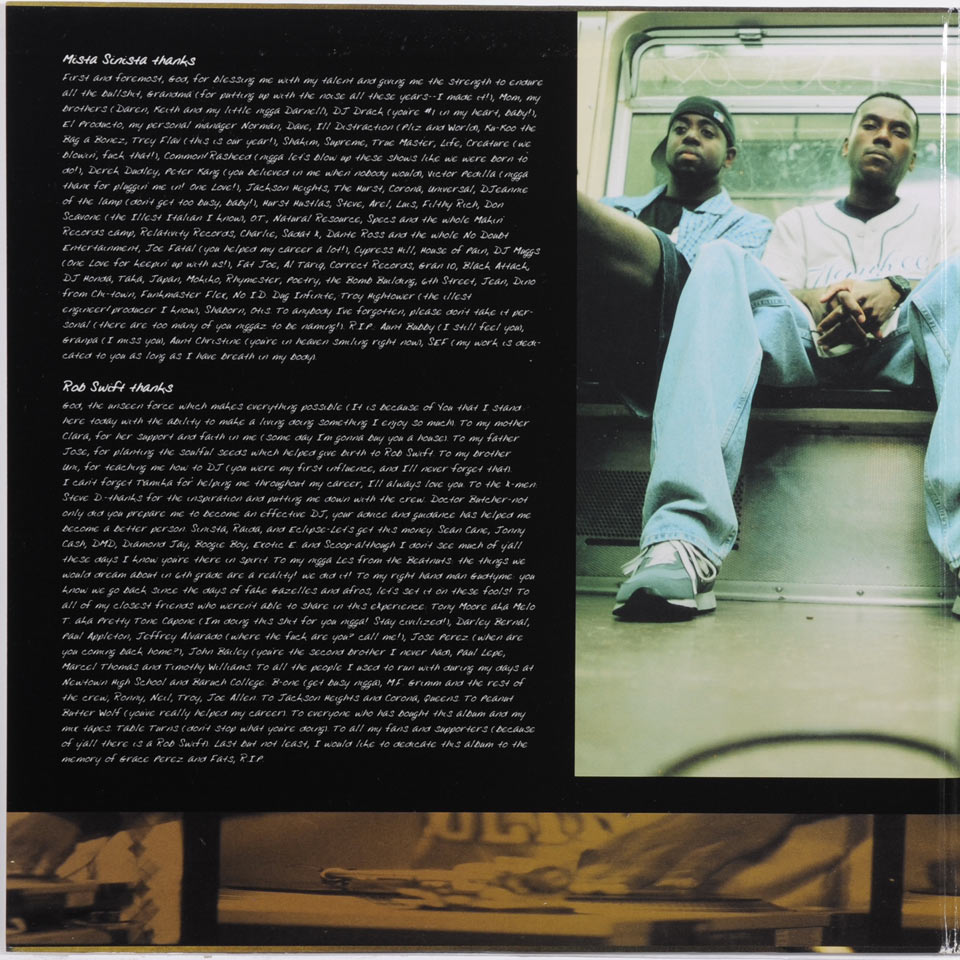 Mista Sinista thanks
First and foremost, God, for blessing me with my talent and giving me the strength to endure
all the bullshit, Grandma (for putting up with the noise all these years--I made it!), Mom, my
brothers (Daren, Keith and my little nigga Darnell), DJ Drack (you're #1 in my heart, baby!),
El Producto, my personal manager Norman, Dave, Ill Distraction (Pliz and World), Ku-Koo the
Bag a Bonez, Trey Flav (this is our year!), Shakim, Supreme, True Master, Life, Creature (we
blowin', fuck that!), Common/Rasheed (nigga let's blow up these shows like we were born to
do!), Derek Dudley, Peter Kang (you believed in me when nobody would), Victor Padilla (nigga
thanx for pluggin' me in! One Love!), Jackson Heights, The Hurst, Corona, Universal, DJeannie
of the lamp (don't get too busy, baby!), Hurst Hustlas, Steve, Arel, Luis, Filthy Rich, Don
Scavone (the Illest Italian I know), OT, Natural Resource, Specs and the whole Makin'
Records camp, Relativity Records, Charlie, Sadat X, Dante Ross and the whole No Doubt
Entertainment, Joe Fatal (you helped my career a lot!), Cypress Hill, House of Pain, DJ Muggs
(One Love for keepin' up with us!), Fat Joe, Al Tariq, Correct Records, Gran 10, Black Attack,
DJ Honda, Taka, Japan, Mohiko, Rhymester, Poetry, the Bomb Building, 6th Street, Jean, Dino
from Chi-town, Funkmaster Flex, No I.D. Dug Infinite, Troy Hightower (the illest
engineer/producer I know), Shaborn, Otis. To anybody I've forgotten, please don't take it per-
sonal (there are too many of you niggaz to be naming!). R.I.P. Aunt Bubby (I still feel you),
Granpa (I miss you), Aunt Christine (you're in heaven smiling right now), SEF (my work is dedi-
cated to you as long as I have breath in my body).
Rob Swift thanks
God, the unseen force which makes everything possible (It is because of You that I stand
here today with the ability to make a living doing something I enjoy so much). To my mother
Clara, for her support and faith in me (some day I'm gonna buy you a house). To my father
Jose, for planting the soulful seeds which helped give birth to Rob Swift. To my brother
Uni, for teaching me how to DJ (you were my first influence, and I'll never forget that).
I can't forget Tamika for helping me throughout my career, I'll always love you. To the X-men:
Steve D.-thanks for the inspiration and putting me down with the crew. Doctor Butcher-not
only did you prepare me to become an effective DJ, your advice and guidance has helped me
become a better person. Sinista, Raida, and Eclipse-Let's get this money. Sean Cane, Jonny
Cash, DMD, Diamond Jay, Boogie Boy, Exotic E. and Scoop-although I don't see much of y'all
these days I know you're there in spirit. To my nigga Les from the Beatnuts: the things we
would dream about in 6th grade are a reality! we did it! To my right hand man Gudtyme: you
know we go back since the days of fake Gazelles and afros, let's set it on these fools! To
all of my closest friends who weren't able to share in this experience: Tony Moore aka Melo
T. aka Pretty Tone Capone (I'm doing this shit for you nigga! Stay civilized!), Darley Bernal,
Paul Appleton, Jeffrey Alvarado (where the fuck are you? call me!), Jose Perez (when are
you coming back home?), John Bailey (you're the second brother I never had), Paul Lepe,
Marcel Thomas and Timothy Williams. To all the people I used to run with during my days at
Newtown High School and Baruch College: B-one (get busy nigga), M.F. Grimm and the rest of
the crew, Ronny, Neil, Troy, Joe Allen. To Jackson Heights and Corona, Queens. To Peanut
Butter Wolf (you've really helped my career). To everyone who has bought this album and my
mix tapes. Table Turns (don't stop what you're doing). To all my fans and supporters (because
of y'all there is a Rob Swift). Last but not least, I would like to dedicate this album to the
memory of Grace Perez and Fats, R.I.P.